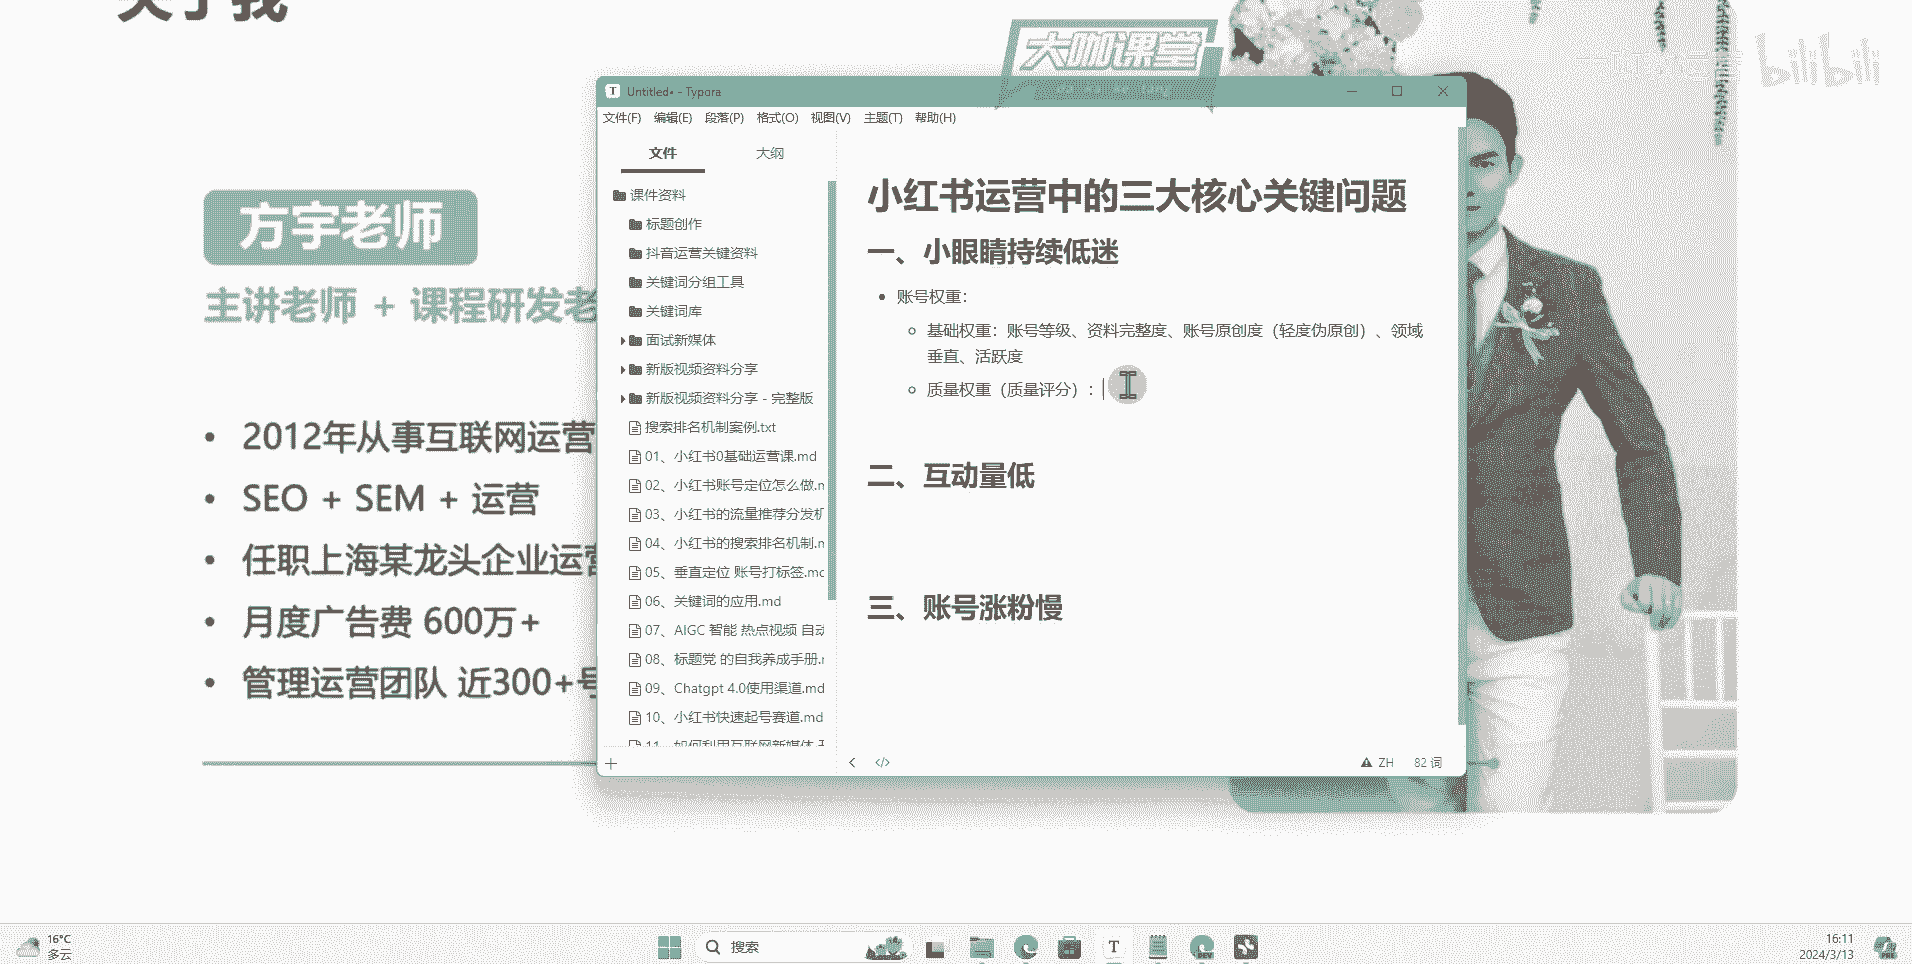 关于我
大咖课堂
bilibili
方宇老师
主讲老师 + 课程研发老
• 2012年从事互联网运营
• SEO + SEM + 运营
• 任职上海某龙头企业运营
• 月度广告费 600万+
• 管理运营团队 近300+号
Untitled• - Typora
文件(F) 编辑(E) 段落(P) 格式(O) 视图(V) 主题(T) 帮助(H)
文件 大纲
课件资料
标题创作
抖音运营关键资料
关键词分组工具
关键词库
面试新媒体
新版视频资料分享
新版视频资料分享 - 完整版
搜索排名机制案例.txt
01、小红书0基础运营课.md
02、小红书账号定位怎么做.m
03、小红书的流量推荐分发机
04、小红书的搜索排名机制.m
05、垂直定位 账号打标签.mc
06、关键词的应用.md
07、AIGC 智能 热点视频 自动
08、标题党 的自我养成手册.r
09、Chatgpt 4.0使用渠道.md
10、小红书快速起号赛道.md
11、如何利用互联网新媒体
小红书运营中的三大核心关键问题
一、小眼睛持续低迷
• 账号权重：
基础权重：账号等级、资料完整度、账号原创度（轻度伪原创）、领域
垂直、活跃度
质量权重（质量评分）：
二、互动量低
三、账号涨粉慢
ZH 82 词
16°C
多云
搜索
16:11
2024/3/13